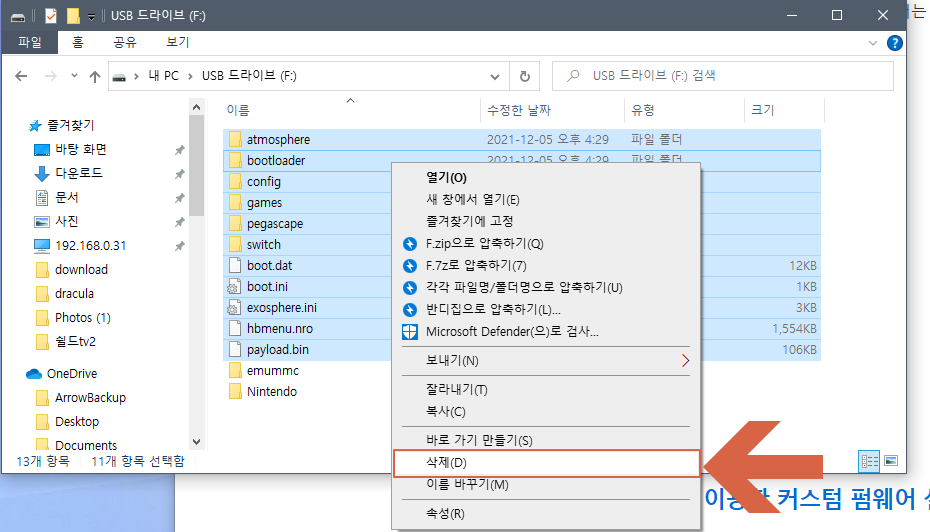 USB 드라이브 (F:)
파일 홈 공유 보기
내 PC USB 드라이브 (F:)
USB 드라이브 (F:) 검색
이름 수정한 날짜 유형 크기
즐겨찾기
바탕 화면
다운로드
문서
사진
192.168.0.31
download
dracula
Photos (1)
쉴드tv2
OneDrive
ArrowBackup
Desktop
Documents
atmosphere 2021-12-05 오후 4:29 파일 폴더
bootloader 2021-12-05 오후 4:29 파일 폴더
config
games
pegascape
switch
boot.dat 12KB
boot.ini 1KB
exosphere.ini 3KB
hbmenu.nro 1,554KB
payload.bin 106KB
emummc
Nintendo
열기(O)
새 창에서 열기(E)
즐겨찾기에 고정
F.zip으로 압축하기(Q)
F.7z로 압축하기(7)
각각 파일명/폴더명으로 압축하기(U)
반디집으로 압축하기(L)...
Microsoft Defender(으)로 검사...
보내기(N)
잘라내기(T)
복사(C)
바로 가기 만들기(S)
삭제(D)
이름 바꾸기(M)
속성(R)
13개 항목 11개 항목 선택함
커스텀 펌웨어